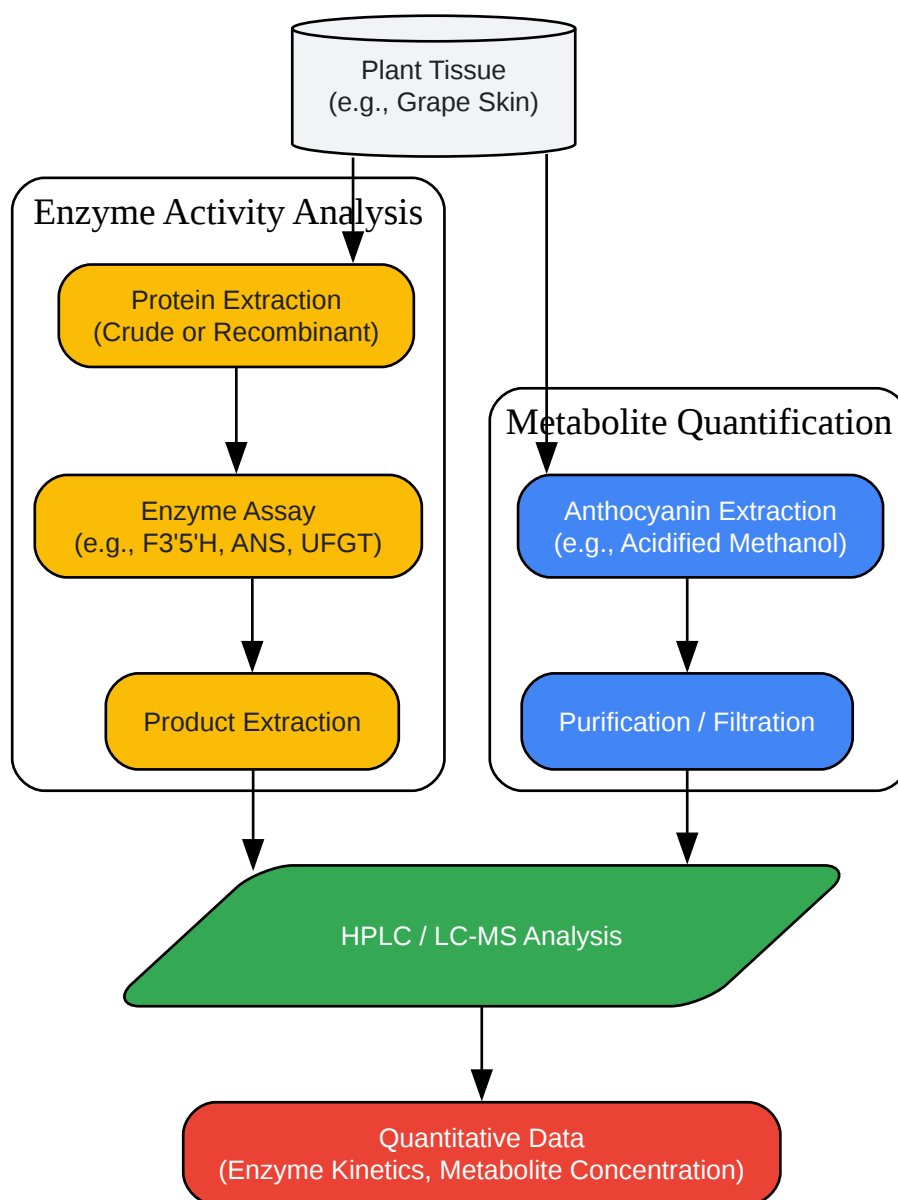 Plant Tissue
(e.g., Grape Skin)
Enzyme Activity Analysis
Protein Extraction
(Crude or Recombinant)
Enzyme Assay
(e.g., F3'5'H, ANS, UFGT)
Product Extraction
Metabolite Quantification
Anthocyanin Extraction
(e.g., Acidified Methanol)
Purification / Filtration
HPLC / LC-MS Analysis
Quantitative Data
(Enzyme Kinetics, Metabolite Concentration)